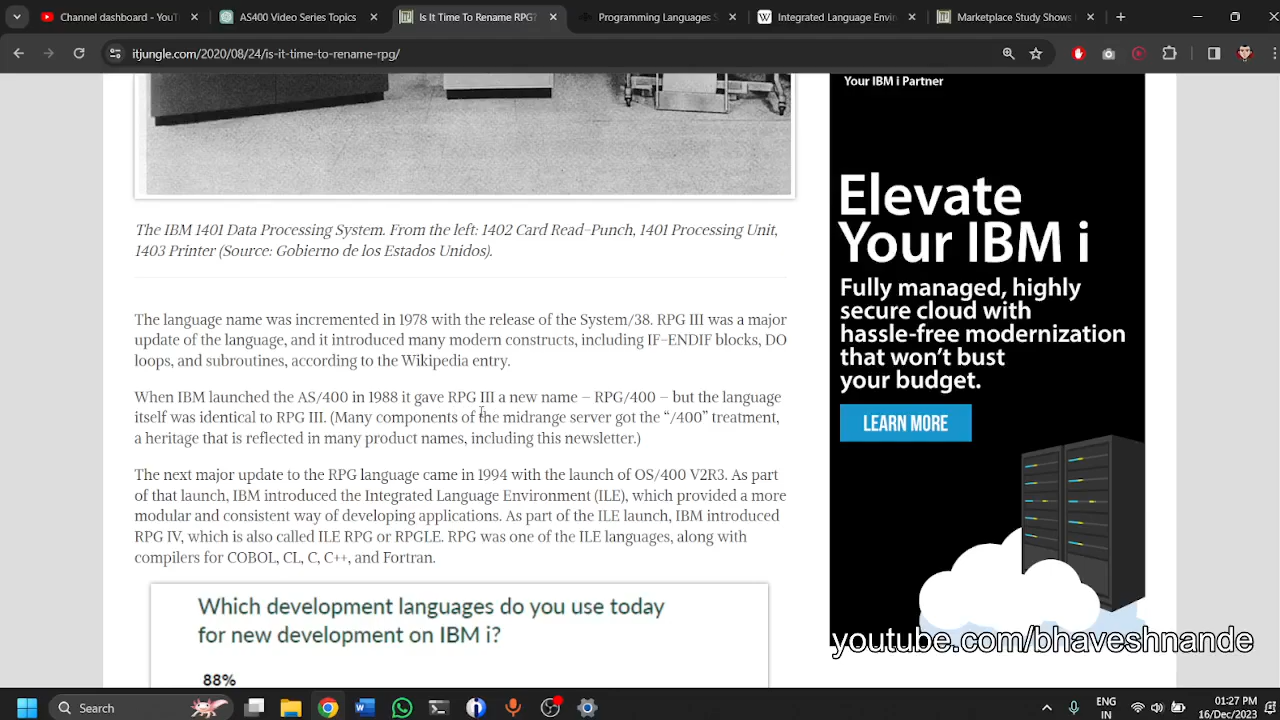 Channel dashboard - YouT
AS400 Video Series Topics
Is It Time To Rename RPG?
Programming Languages S
Integrated Language Envi
Marketplace Study Shows
itjungle.com/2020/08/24/is-it-time-to-rename-rpg/
Your IBM i Partner
Elevate
Your IBM i
Fully managed, highly
secure cloud with
hassle-free modernization
that won't bust
your budget.
LEARN MORE
The IBM 1401 Data Processing System. From the left: 1402 Card Read-Punch, 1401 Processing Unit,
1403 Printer (Source: Gobierno de los Estados Unidos).
The language name was incremented in 1978 with the release of the System/38. RPG III was a major
update of the language, and it introduced many modern constructs, including IF-ENDIF blocks, DO
loops, and subroutines, according to the Wikipedia entry.
When IBM launched the AS/400 in 1988 it gave RPG III a new name – RPG/400 – but the language
itself was identical to RPG III. (Many components of the midrange server got the “/400” treatment,
a heritage that is reflected in many product names, including this newsletter.)
The next major update to the RPG language came in 1994 with the launch of OS/400 V2R3. As part
of that launch, IBM introduced the Integrated Language Environment (ILE), which provided a more
modular and consistent way of developing applications. As part of the ILE launch, IBM introduced
RPG IV, which is also called ILE RPG or RPGLE. RPG was one of the ILE languages, along with
compilers for COBOL, CL, C, C++, and Fortran.
Which development languages do you use today
for new development on IBM i?
88%
youtube.com/bhaveshnande
Search
ENG
IN
01:27 PM
16/Dec/2023